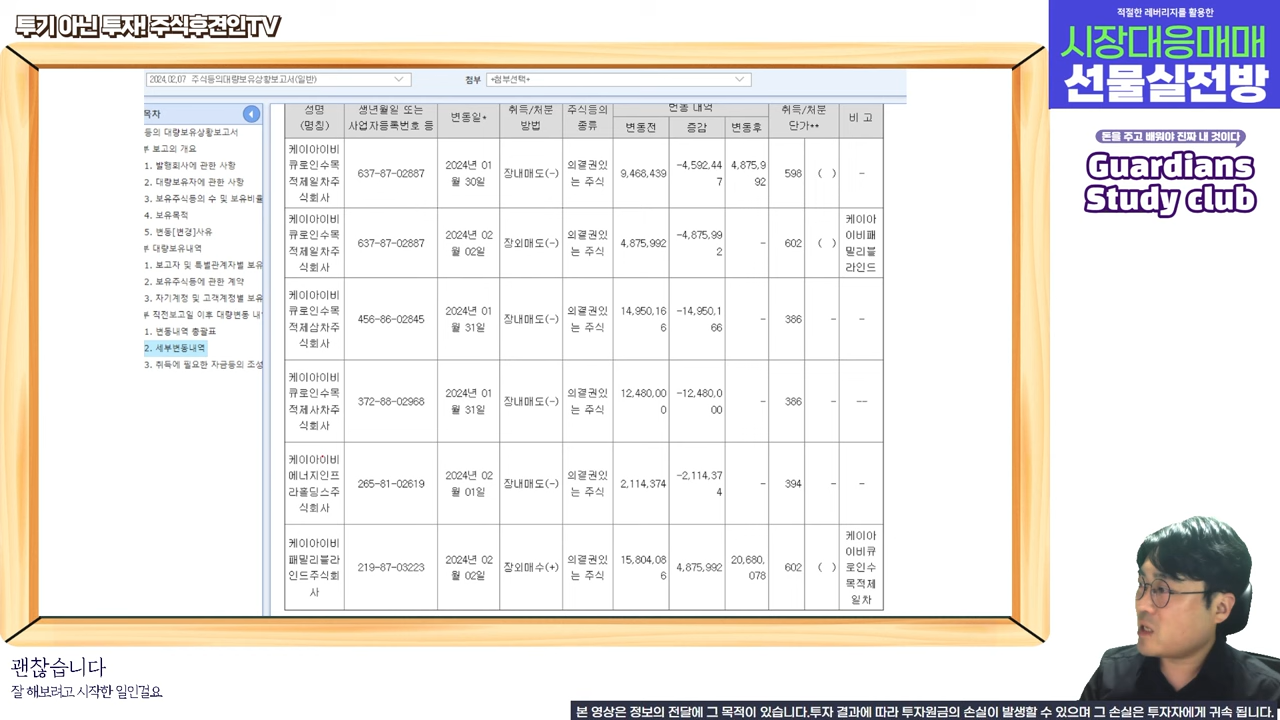 투기 아닌 투자! 주식후견인TV
적절한 레버리지를 활용한
시장대응매매
선물실전방
돈을 주고 배워야 진짜 내 것이다
Guardians
Study club
2024.02.07 주식등의대량보유상황보고서(일반)
첨부
+첨부선택+
목차
등의 대량보유상황보고서
보고의 개요
1. 발행회사에 관한 사항
2. 대량보유자에 관한 사항
3. 보유주식등의 수 및 보유비율
4. 보유목적
5. 변동[변경]사유
대량보유내역
1. 보고자 및 특별관계자별 보유
2. 보유주식등에 관한 계약
3. 자기계정 및 고객계정별 보유
직전보고일 이후 대량변동 내
1. 변동내역 총괄표
2. 세부변동내역
3. 취득에 필요한 자금등의 조성
성명
(명칭)
생년월일 또는
사업자등록번호 등
변동일*
취득/처분
방법
주식등의
종류
변동 내역
변동전
증감
변동후
취득/처분
단가**
비 고
케이아이비
큐로인수목
적제일차주
식회사
637-87-02887
2024년 01
월 30일
장내매도(-)
의결권있
는 주식
9,468,439
-4,592,44
7
4,875,9
92
598
( )
-
케이아이비
큐로인수목
적제일차주
식회사
637-87-02887
2024년 02
월 02일
장외매도(-)
의결권있
는 주식
4,875,992
-4,875,99
2
-
602
( )
케이아
이비패
밀리블
라인드
케이아이비
큐로인수목
적제삼차주
식회사
456-86-02845
2024년 01
월 31일
장내매도(-)
의결권있
는 주식
14,950,16
6
-14,950,1
66
-
386
-
-
케이아이비
큐로인수목
적제사차주
식회사
372-88-02968
2024년 01
월 31일
장내매도(-)
의결권있
는 주식
12,480,00
0
-12,480,0
00
-
386
-
--
케이아이비
에너지인프
라홀딩스주
식회사
265-81-02619
2024년 02
월 01일
장내매도(-)
의결권있
는 주식
2,114,374
-2,114,37
4
-
394
-
-
케이아이비
패밀리블라
인드주식회
사
219-87-03223
2024년 02
월 02일
장외매수(+)
의결권있
는 주식
15,804,08
6
4,875,992
20,680,
078
602
( )
케이아
이비큐
로인수
목적제
일차
괜찮습니다
잘 해보려고 시작한 일인걸요
본 영상은 정보의 전달에 그 목적이 있습니다.투자 결과에 따라 투자원금의 손실이 발생할 수 있으며 그 손실은 투자자에게 귀속 됩니다.